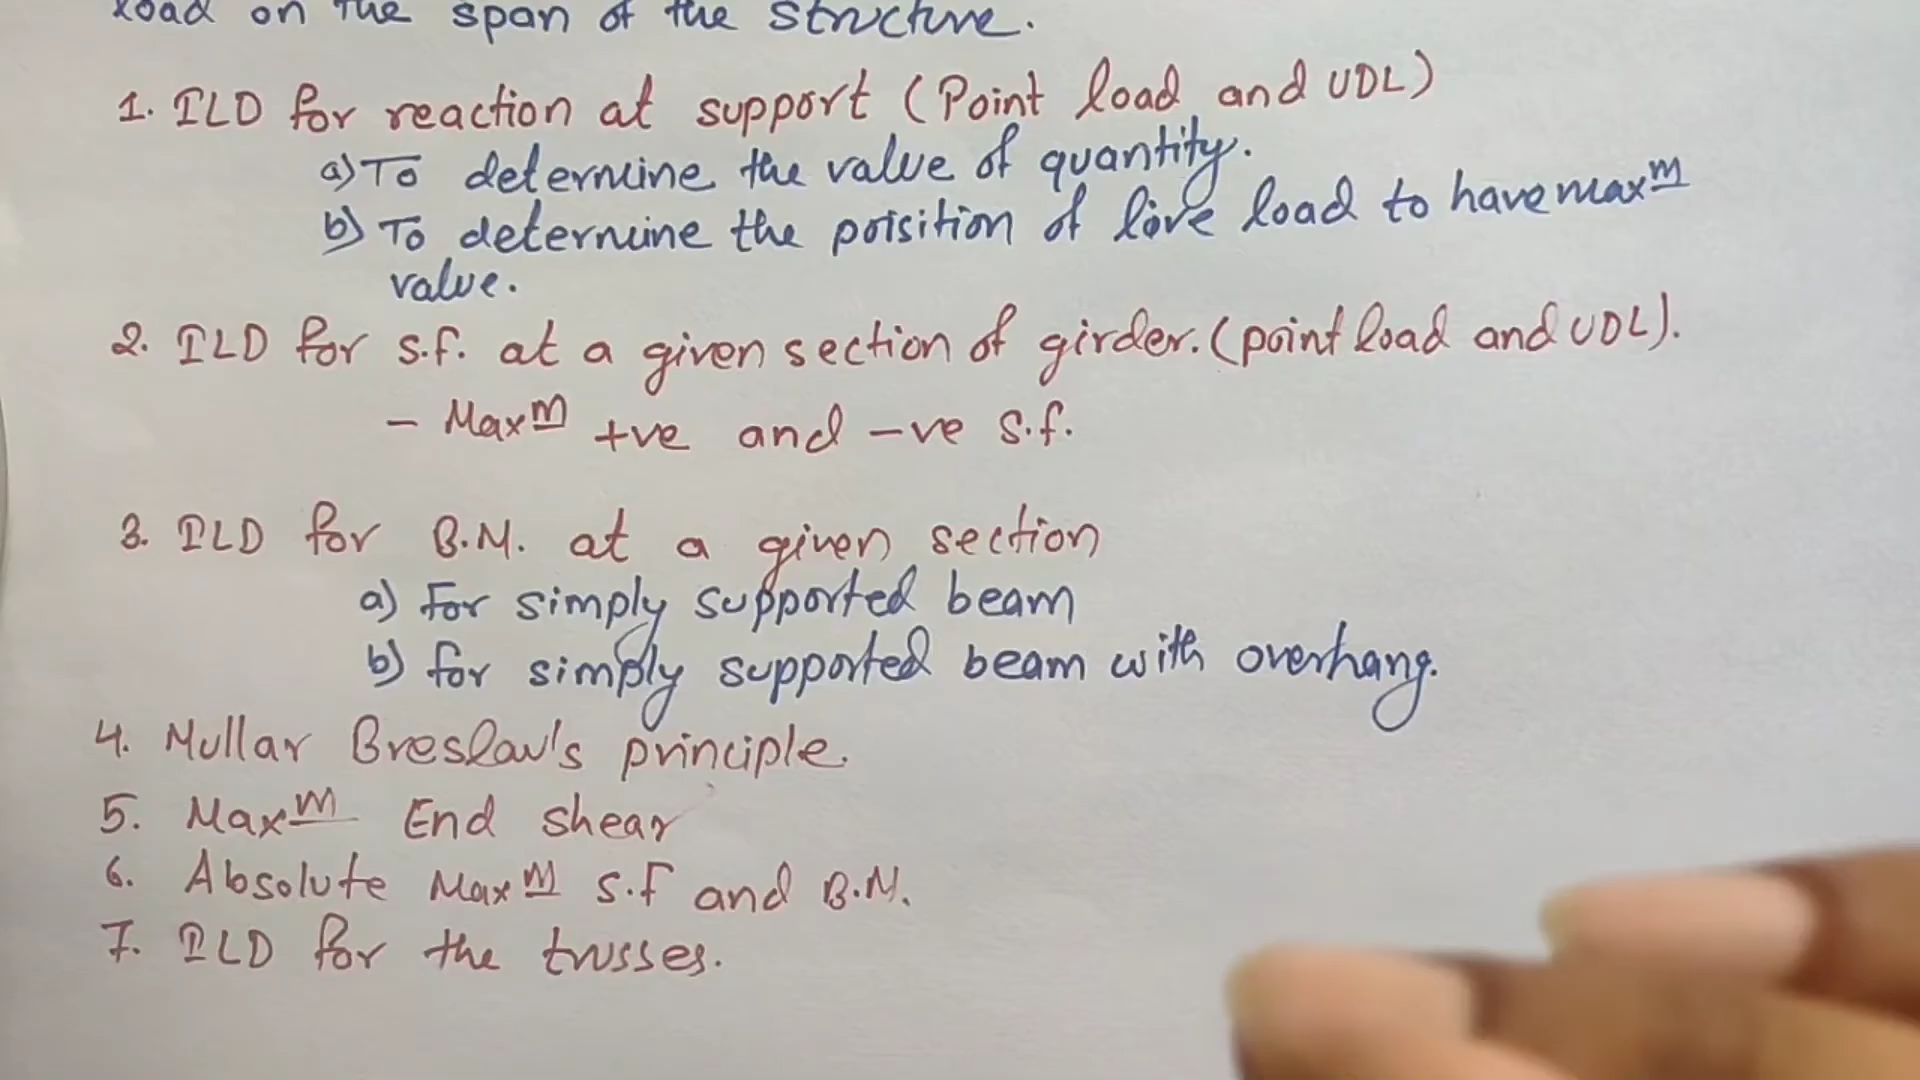 load on the span of the structure.
1. ILD for reaction at support (Point load and UDL)
a) To determine the value of quantity.
b) To determine the poisition of live load to have maxm
value.
2. ILD for s.f. at a given section of girder. (point load and UDL).
- Maxm +ve and -ve s.f.
3. ILD for B.M. at a given section
a) For simply supported beam
b) for simply supported beam with overhang.
4. Mullar Breslau's principle.
5. Maxm End shear
6. Absolute Maxm s.f and B.M.
7. ILD for the trusses.